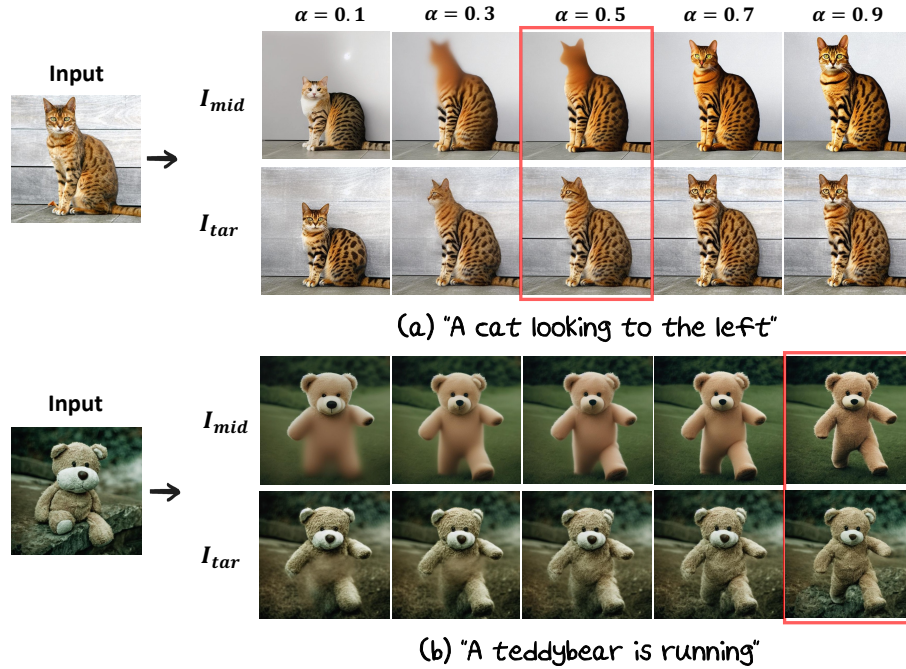 α = 0.1 α = 0.3 α = 0.5 α = 0.7 α = 0.9
Input
I_mid
I_tar
(a) "A cat looking to the left"
Input
I_mid
I_tar
(b) "A teddybear is running"